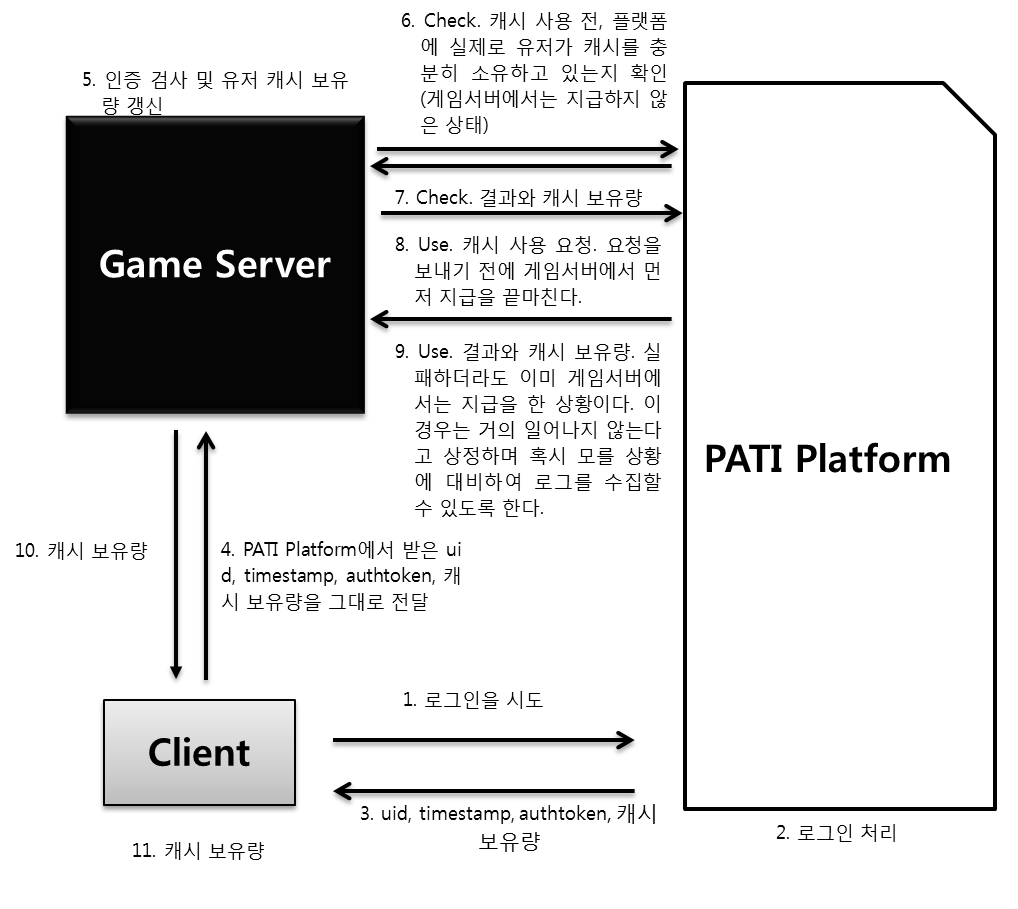 6. Check. 캐시 사용 전, 플랫폼
에 실제로 유저가 캐시를 충
분히 소유하고 있는지 확인
(게임서버에서는 지급하지 않
은 상태)
5. 인증 검사 및 유저 캐시 보유
량 갱신
7. Check. 결과와 캐시 보유량
Game Server
8. Use. 캐시 사용 요청. 요청을
보내기 전에 게임서버에서 먼
저 지급을 끝마친다.
9. Use. 결과와 캐시 보유량. 실
패하더라도 이미 게임서버에
서는 지급을 한 상황이다. 이
경우는 거의 일어나지 않는다
고 상정하며 혹시 모를 상황
에 대비하여 로그를 수집할
수 있도록 한다.
PATI Platform
10. 캐시 보유량
4. PATI Platform에서 받은 ui
d, timestamp, authtoken, 캐
시 보유량을 그대로 전달
1. 로그인을 시도
Client
3. uid, timestamp, authtoken, 캐시
보유량
2. 로그인 처리
11. 캐시 보유량